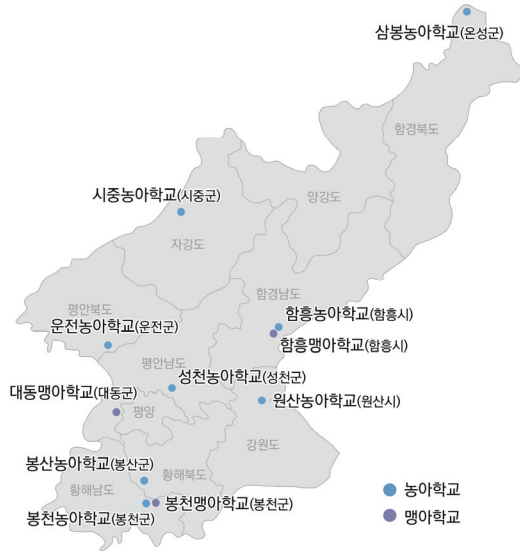 삼봉농아학교(온성군)
함경북도
시중농아학교(시중군)
양강도
자강도
함경남도
평안북도
함흥농아학교(함흥시)
운전농아학교(운전군)
함흥맹아학교(함흥시)
평안남도
성천농아학교(성천군)
대동맹아학교(대동군)
원산농아학교(원산시)
평양
강원도
봉산농아학교(봉산군)
황해북도
황해남도
봉천맹아학교(봉천군)
봉천농아학교(봉천군)
농아학교
맹아학교